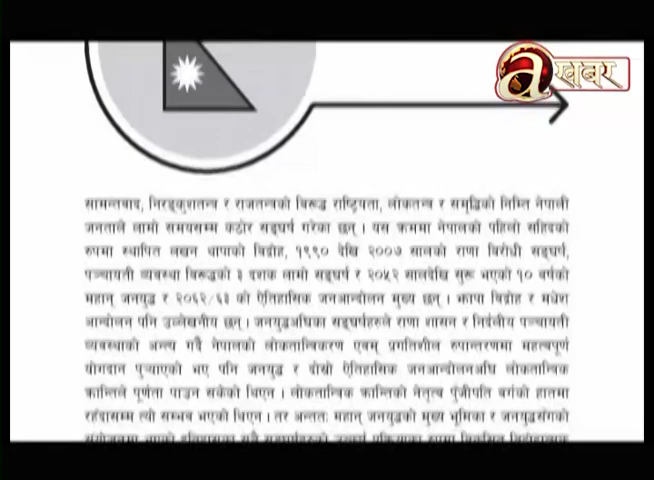 a खबर
सामन्तवाद, निरङ्कुशतन्त्र र राजतन्त्रको विरूद्ध राष्ट्रियता, लोकतन्त्र र समृद्धिको निम्ति नेपाली
जनताले लामो समयसम्म कठोर सङ्घर्ष गरेका छन् । यस क्रममा नेपालको पहिलो सहिदको
रुपमा स्थापित लखन थापाको विद्रोह, १९९० देखि २००७ सालको राणा विरोधी सङ्घर्ष,
पञ्चायती व्यवस्था विरूद्धको ३ दशक लामो सङ्घर्ष र २०५२ सालदेखि सुरू भएको १० वर्षको
महान् जनयुद्ध र २०६२/६३ को ऐतिहासिक जनआन्दोलन मुख्य छन् । झापा विद्रोह र मधेश
आन्दोलन पनि उल्लेखनीय छन् । जनयुद्धअघिका सङ्घर्षहरुले राणा शासन र निर्दलीय पञ्चायती
व्यवस्थाको अन्त्य गर्दै नेपालको लोकतान्त्रिकरण एवम् प्रगतिशील रुपान्तरणमा महत्वपूर्ण
योगदान पुऱ्याएको भए पनि जनयुद्ध र दोस्रो ऐतिहासिक जनआन्दोलनअघि लोकतान्त्रिक
क्रान्तिले पूर्णता पाउन सकेको थिएन । लोकतान्त्रिक क्रान्तिको नेतृत्व पुंजीपति वर्गको हातमा
रहंदासम्म त्यो सम्भव भएको थिएन । तर अन्ततः महान् जनयुद्धको मुख्य भूमिका र जनयुद्धसंगको